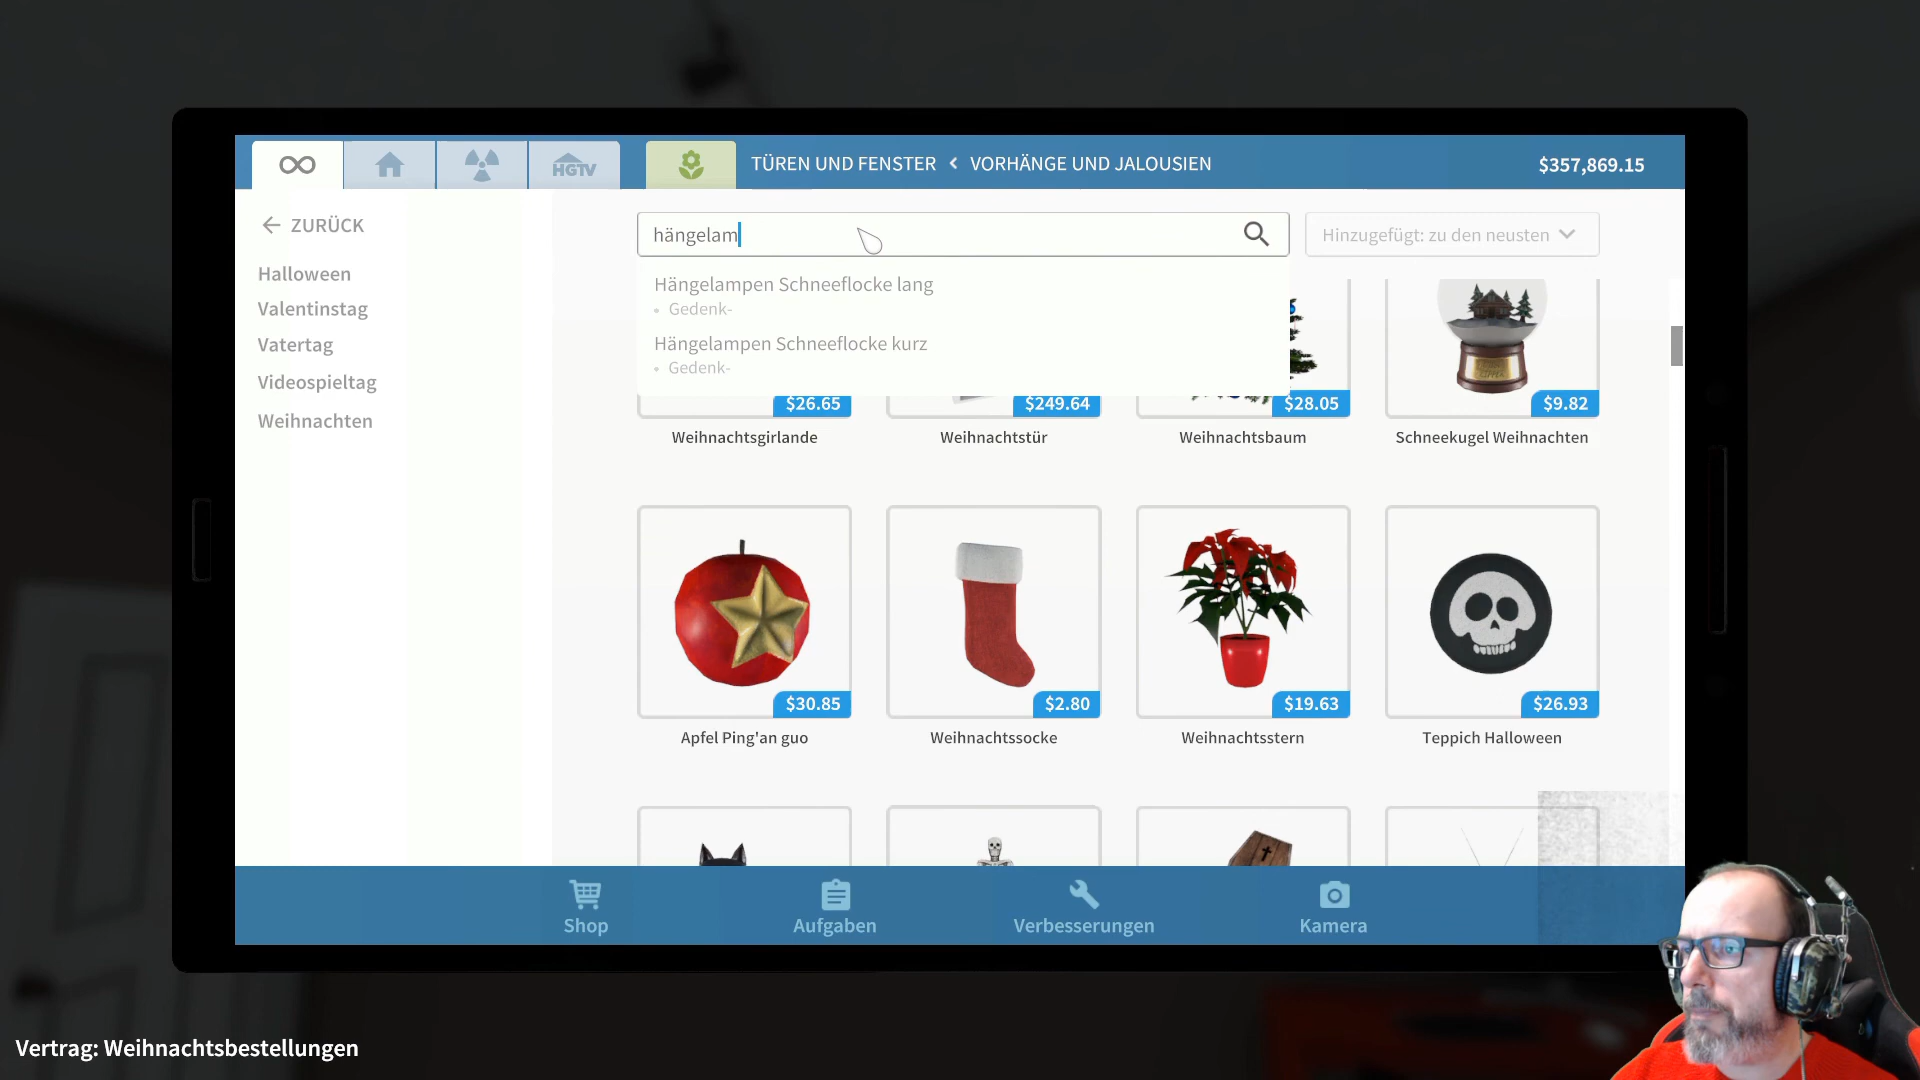 HGTV
TÜREN UND FENSTER < VORHÄNGE UND JALOUSIEN
$357,869.15
ZURÜCK
hängelam
Hinzugefügt: zu den neusten
Halloween
Valentinstag
Vatertag
Videospieltag
Weihnachten
Hängelampen Schneeflocke lang
• Gedenk-
Hängelampen Schneeflocke kurz
• Gedenk-
$26.65
$249.64
$28.05
$9.82
Weihnachtsgirlande
Weihnachtstür
Weihnachtsbaum
Schneekugel Weihnachten
$30.85
$2.80
$19.63
$26.93
Apfel Ping'an guo
Weihnachtssocke
Weihnachtsstern
Teppich Halloween
Shop
Aufgaben
Verbesserungen
Kamera
Vertrag: Weihnachtsbestellungen